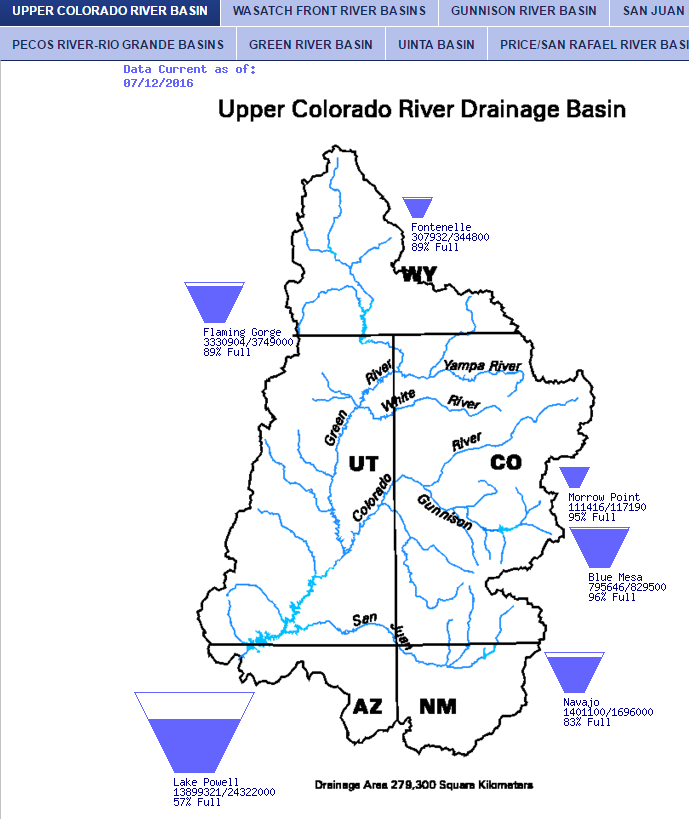 UPPER COLORADO RIVER BASIN
WASATCH FRONT RIVER BASINS
GUNNISON RIVER BASIN
SAN JUAN
PECOS RIVER-RIO GRANDE BASINS
GREEN RIVER BASIN
UINTA BASIN
PRICE/SAN RAFAEL RIVER BASI
Data Current as of:
07/12/2016
Upper Colorado River Drainage Basin
Fontenelle
307932/344800
89% Full
WY
Flaming Gorge
3330904/3749000
89% Full
Yampa River
River
White
River
Green
River
UT
CO
Colorado
Gunnison
Morrow Point
111416/117190
95% Full
Blue Mesa
795646/829500
96% Full
San
Juan
Navajo
1401100/1696000
83% Full
AZ
NM
Lake Powell
13899321/24322000
57% Full
Drainage Area 279,300 Square Kilometers